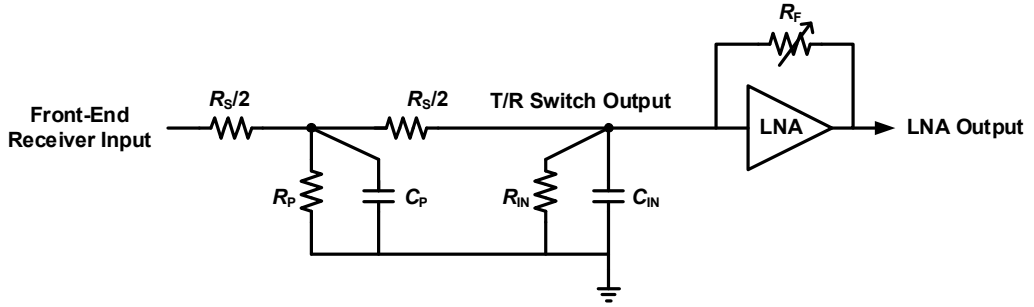 Front-End
Receiver Input
RS/2
RS/2
T/R Switch Output
RF
LNA
LNA Output
RP
CP
RIN
CIN